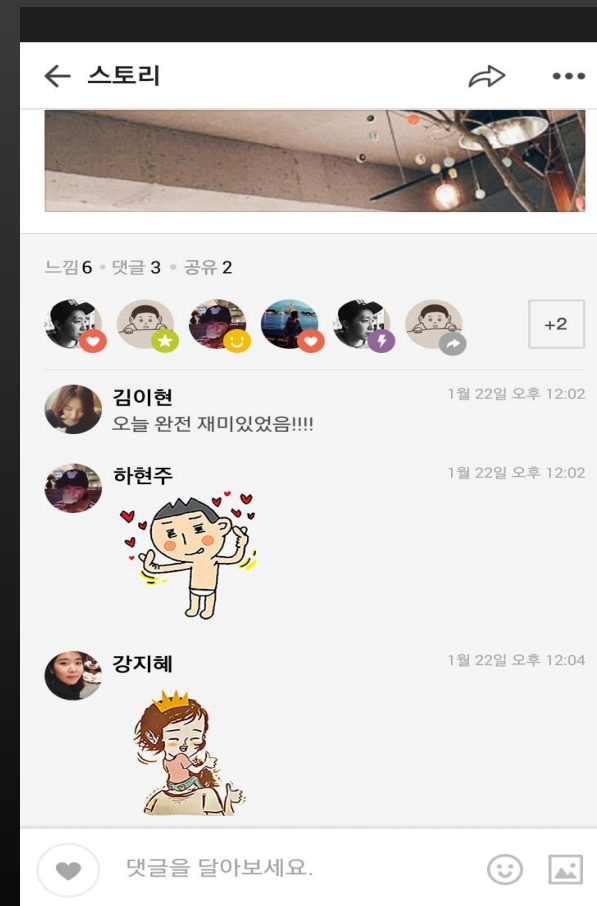 스토리
느낌 6 • 댓글 3 • 공유 2
+2
김이현
1월 22일 오후 12:02
오늘 완전 재미있었음!!!!
하현주
1월 22일 오후 12:02
강지혜
1월 22일 오후 12:04
댓글을 달아보세요.